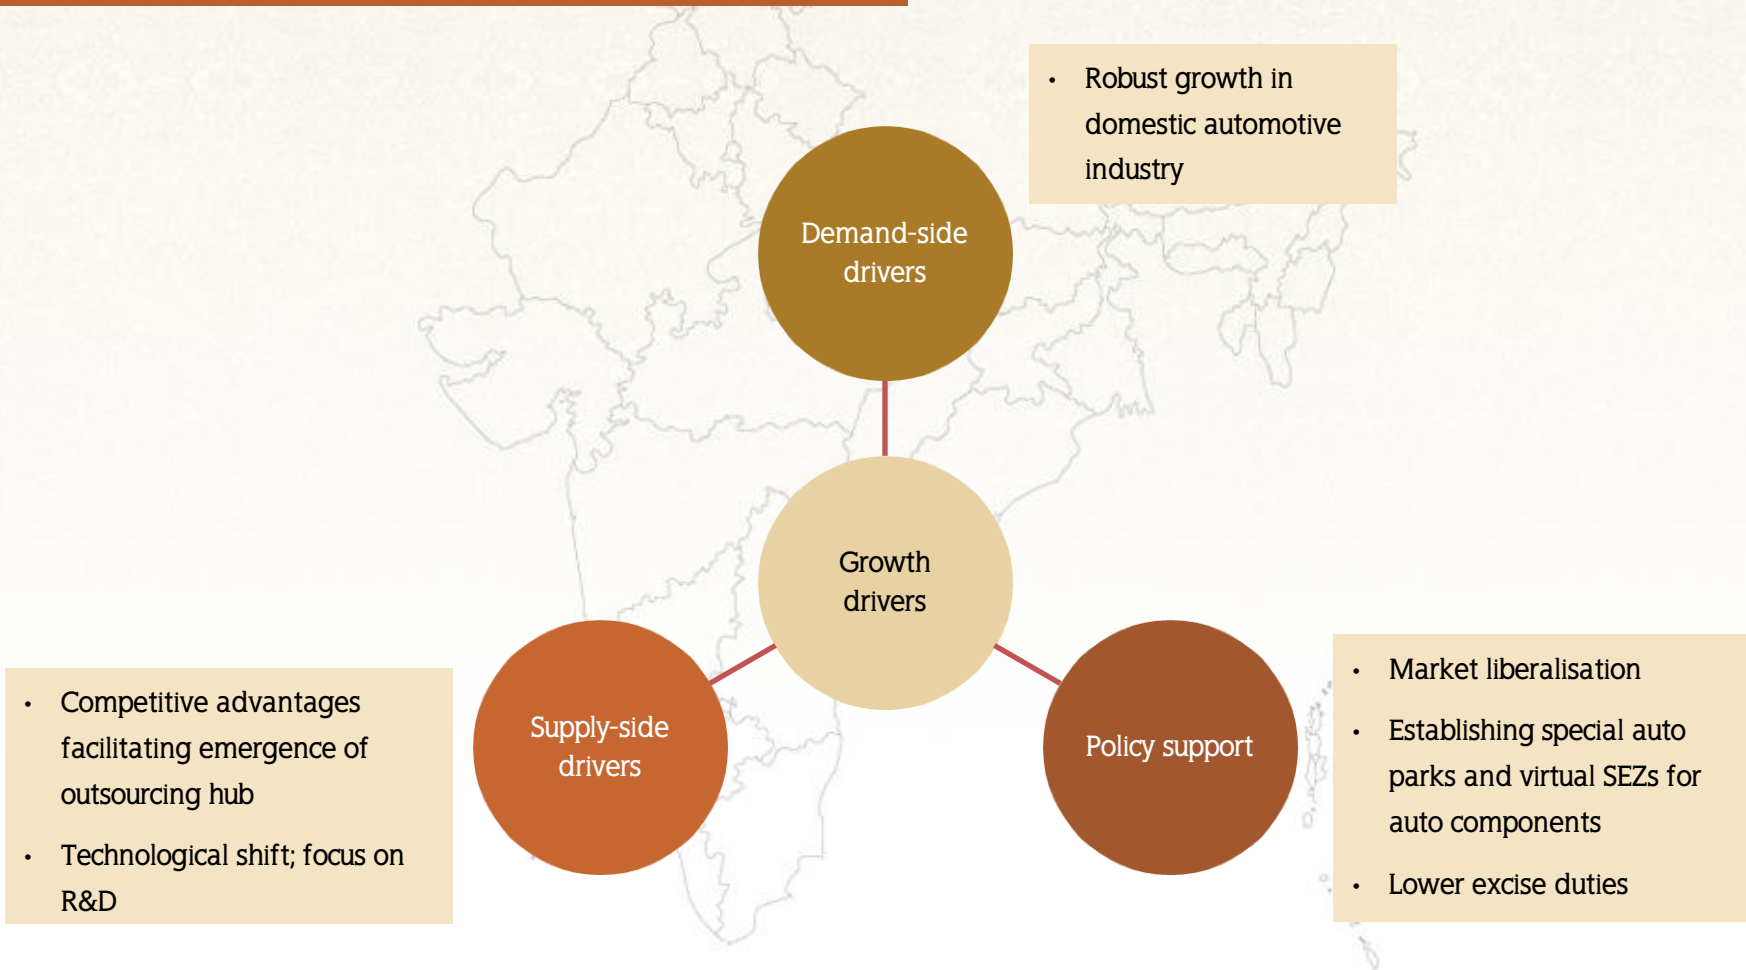 • Robust growth in
domestic automotive
industry
Demand-side
drivers
Growth
drivers
Supply-side
drivers
• Competitive advantages
facilitating emergence of
outsourcing hub
• Technological shift; focus on
R&D
Policy support
• Market liberalisation
• Establishing special auto
parks and virtual SEZs for
auto components
• Lower excise duties